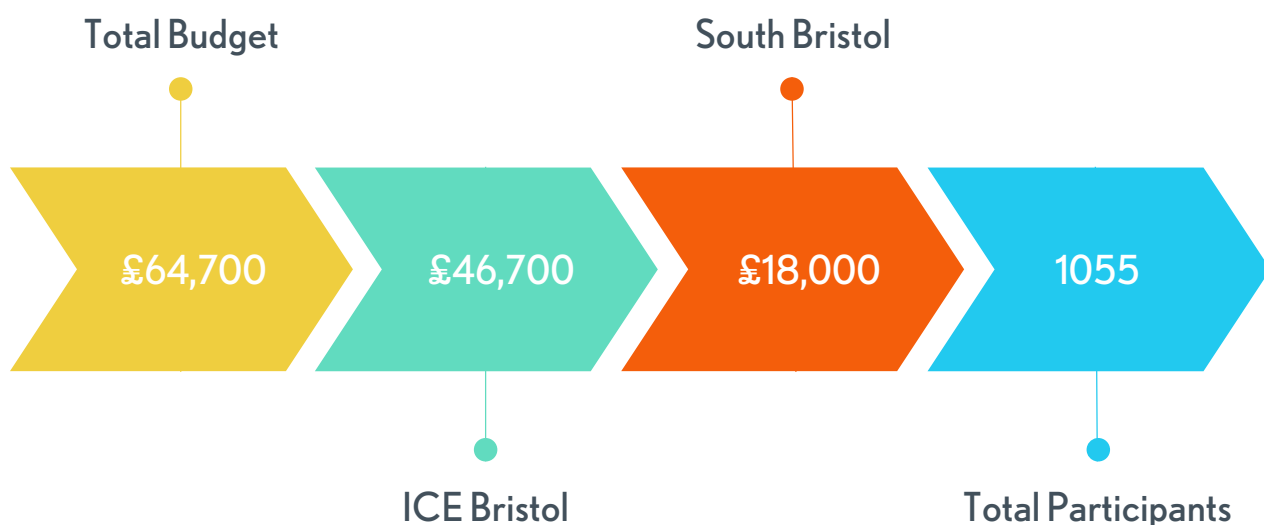 Total Budget
South Bristol
£64,700
£46,700
£18,000
1055
ICE Bristol
Total Participants